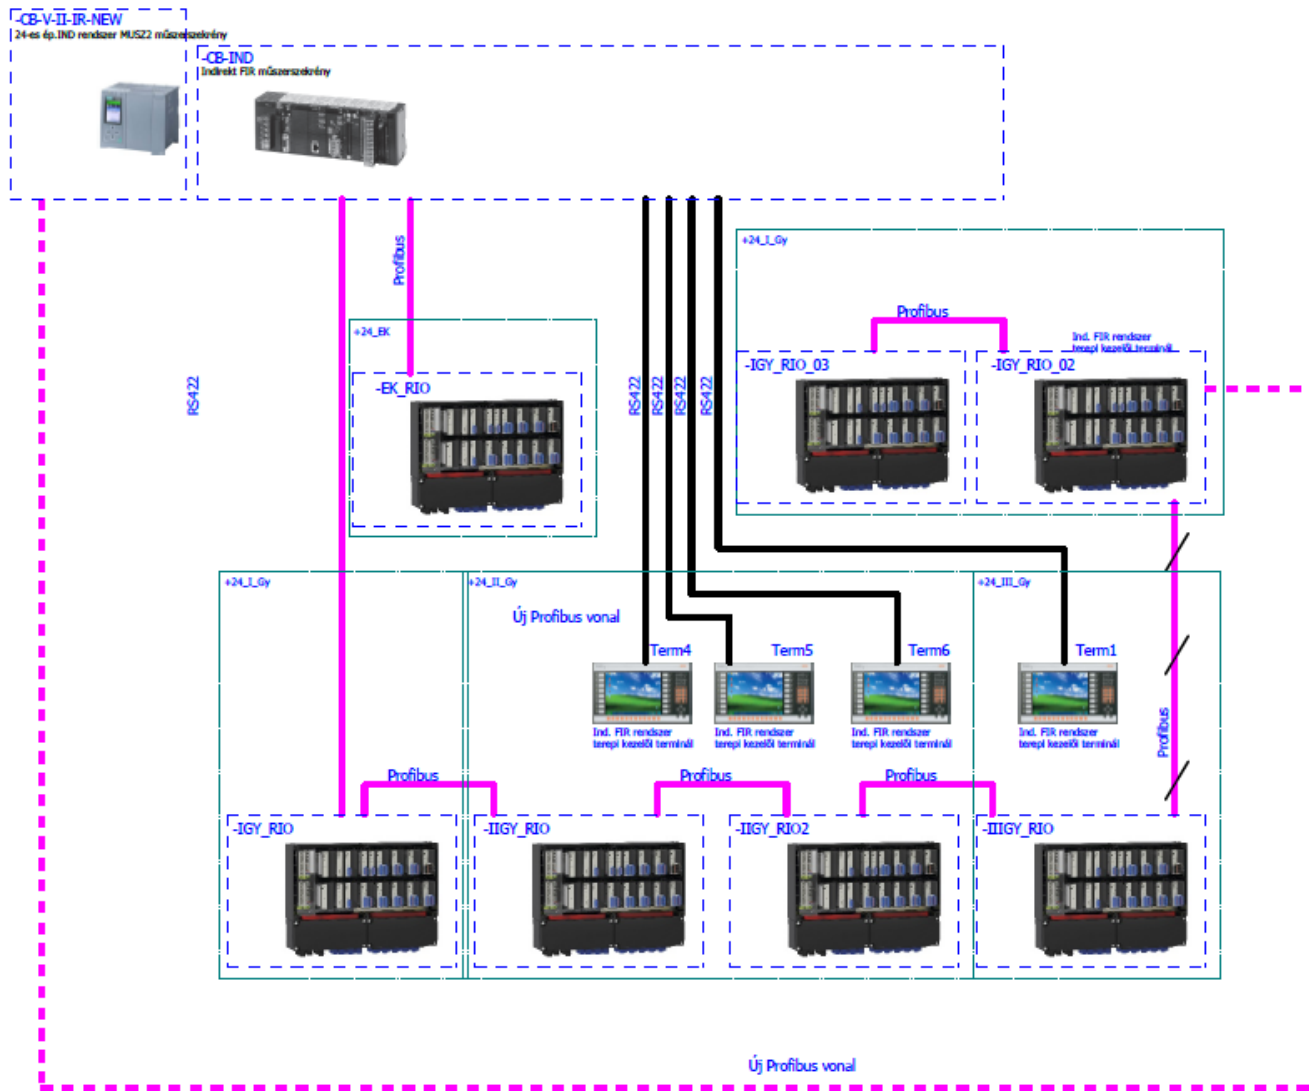 -CB-V-II-IR-NEW
24-es ép.IND rendszer MUSZ2 műszerszekrény
-CB-IND
Indirekt FIR műszerszekrény
Profibus
RS422
RS422
RS422
RS422
RS422
+24_EK
-EK_RIO
+24_I_Gy
Profibus
Ind. FIR rendszer
terepi kezelői terminál
-IGY_RIO_03
-IGY_RIO_02
+24_I_Gy
+24_II_Gy
+24_III_Gy
Új Profibus vonal
Term4
Term5
Term6
Term1
Ind. FIR rendszer
terepi kezelői terminál
Ind. FIR rendszer
terepi kezelői terminál
Ind. FIR rendszer
terepi kezelői terminál
Ind. FIR rendszer
terepi kezelői terminál
Profibus
Profibus
Profibus
Profibus
-IGY_RIO
-IIGY_RIO
-IIGY_RIO2
-IIIGY_RIO
Új Profibus vonal